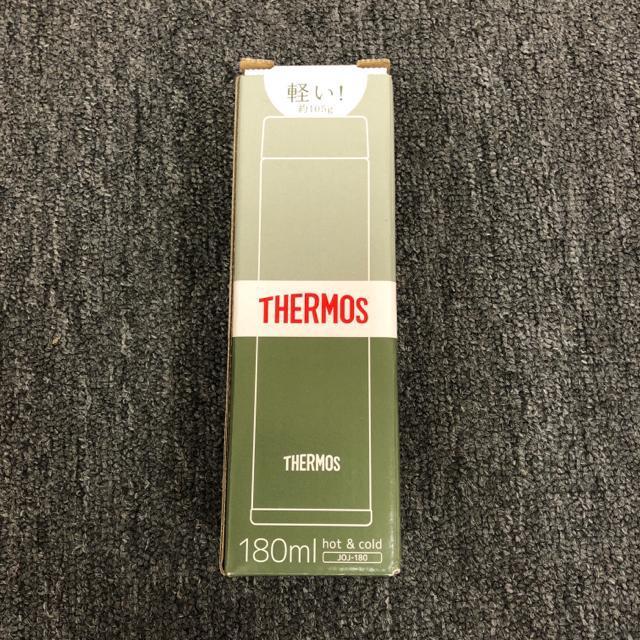 軽い!
約105g
THERMOS
THERMOS
180ml hot & cold
JOJ-180